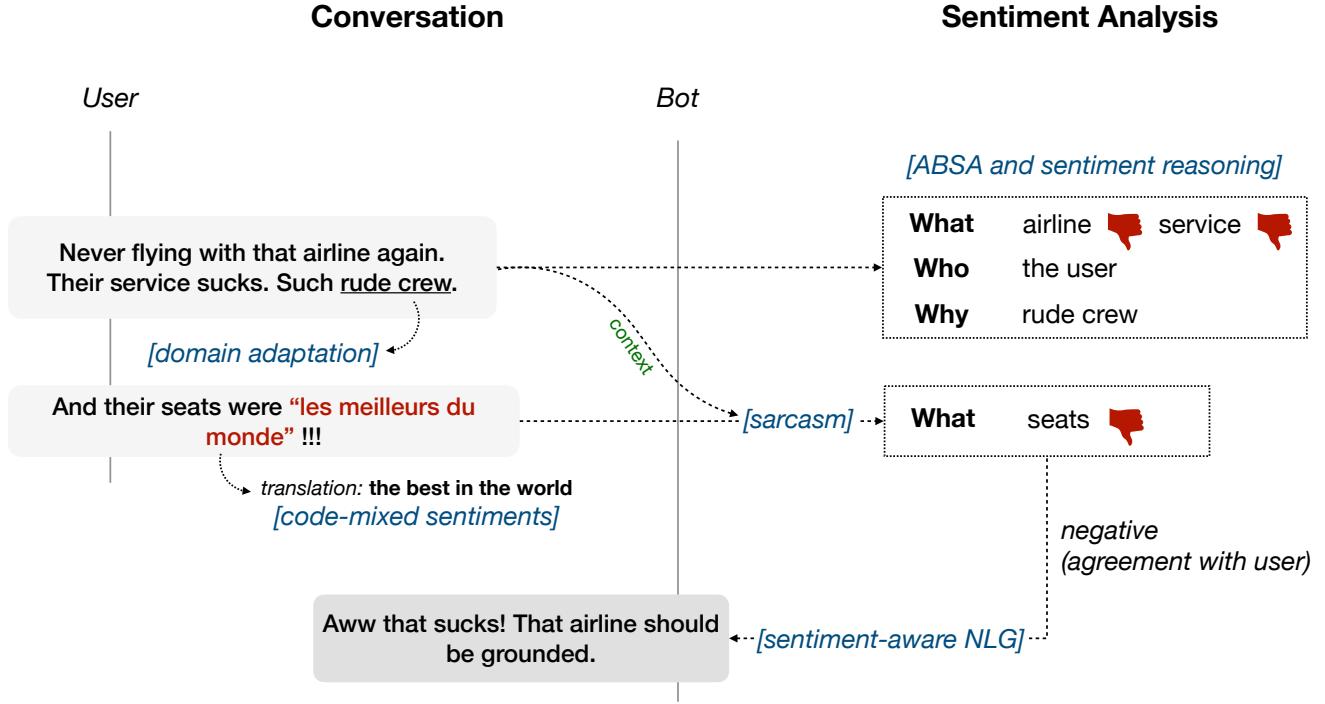 Conversation
Sentiment Analysis
User
Bot
[ABSA and sentiment reasoning]
Never flying with that airline again.
Their service sucks. Such rude crew.
What airline service
Who the user
Why rude crew
context
[domain adaptation]
And their seats were “les meilleurs du
monde” !!!
[sarcasm]
What seats
translation: the best in the world
[code-mixed sentiments]
negative
(agreement with user)
Aww that sucks! That airline should
be grounded.
[sentiment-aware NLG]